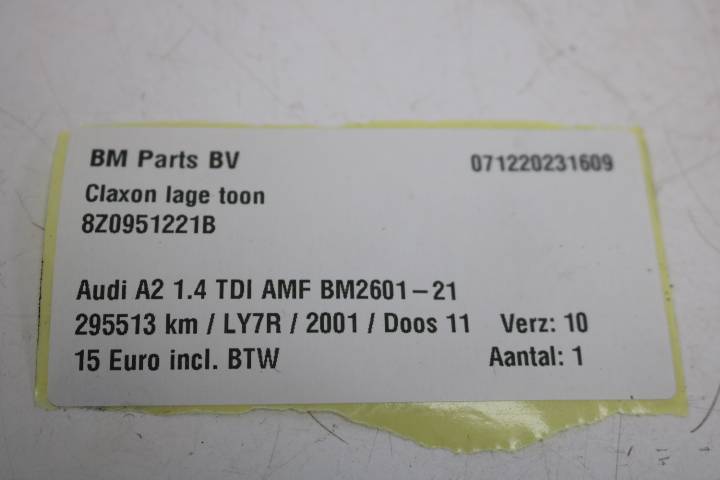 BM Parts BV 071220231609
Claxon lage toon
8Z0951221B
Audi A2 1.4 TDI AMF BM2601-21
295513 km / LY7R / 2001 / Doos 11 Verz: 10
15 Euro incl. BTW Aantal: 1